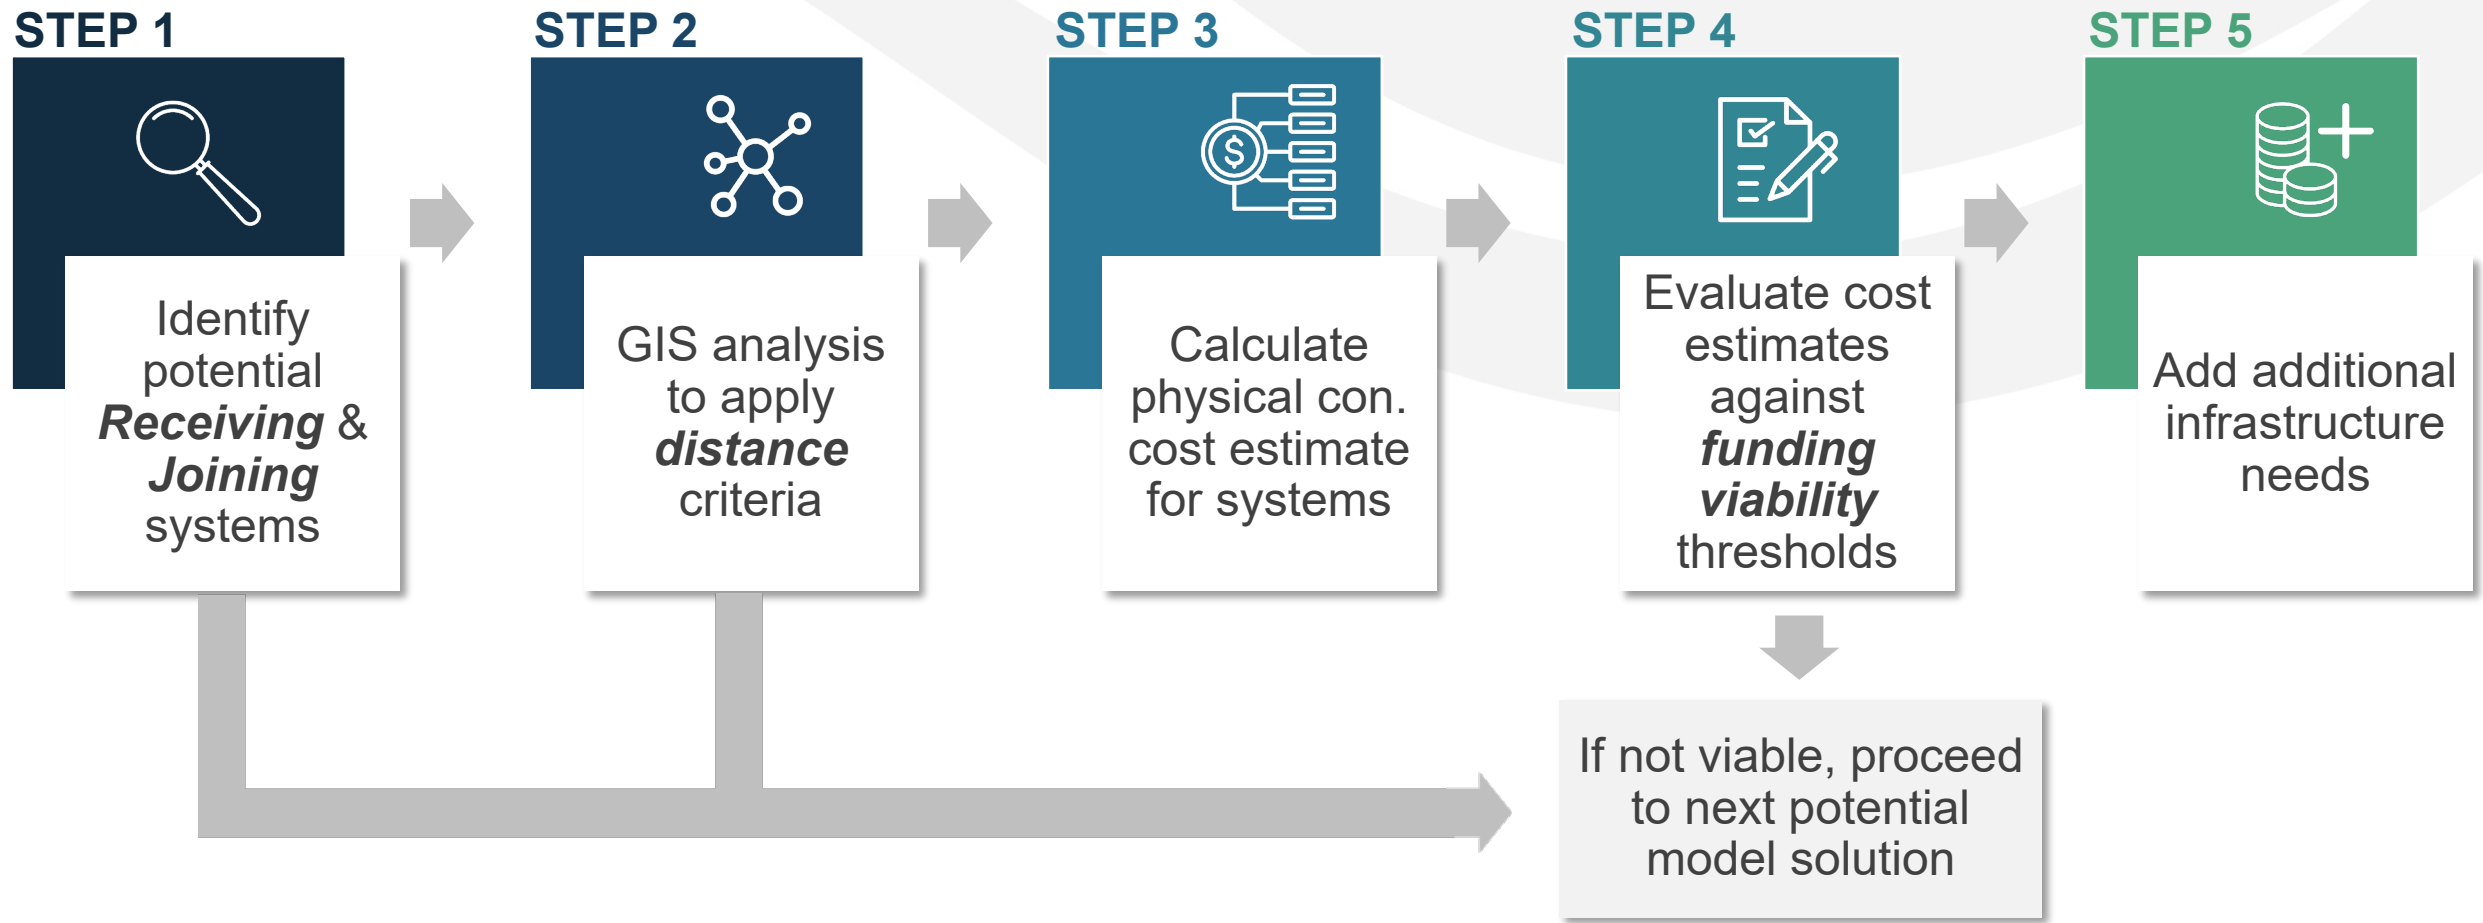 STEP 1
Identify
potential
Receiving &
Joining
systems
STEP 2
GIS analysis
to apply
distance
criteria
STEP 3
Calculate
physical con.
cost estimate
for systems
STEP 4
Evaluate cost
estimates
against
funding
viability
thresholds
STEP 5
Add additional
infrastructure
needs
If not viable, proceed
to next potential
model solution